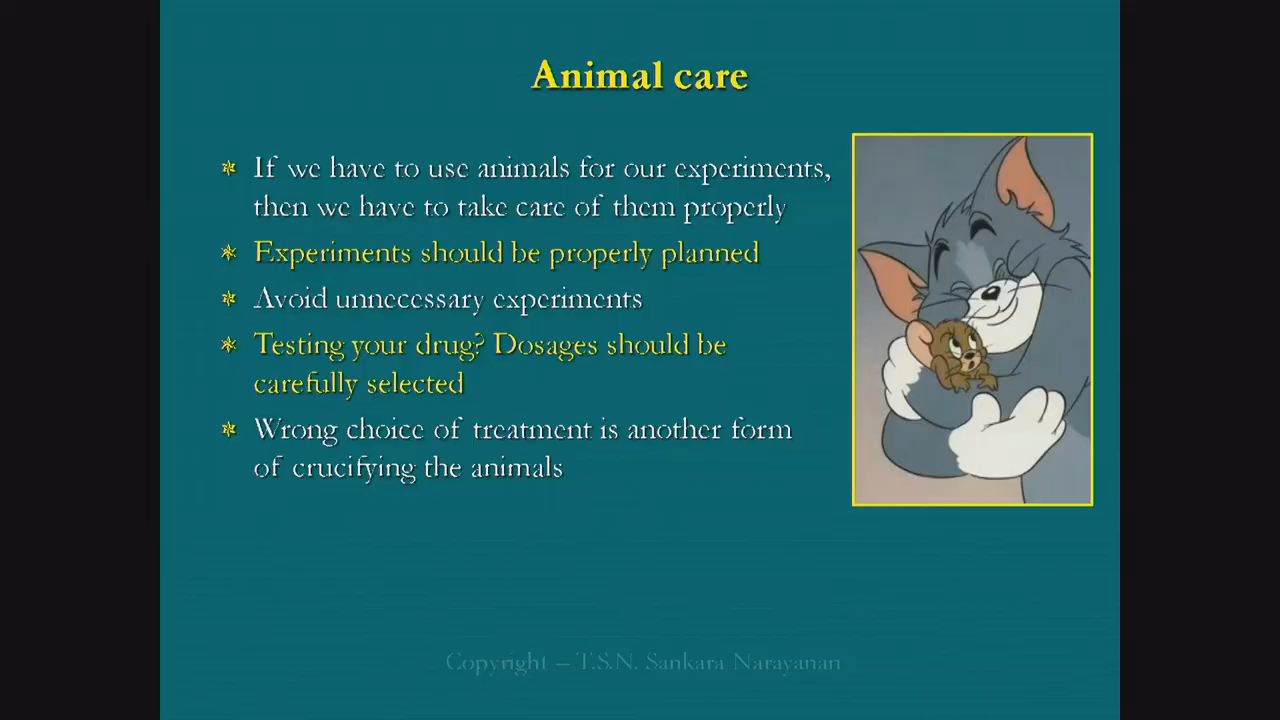 Animal care
If we have to use animals for our experiments,
then we have to take care of them properly
Experiments should be properly planned
Avoid unnecessary experiments
Testing your drug? Dosages should be
carefully selected
Wrong choice of treatment is another form
of crucifying the animals
Copyright – T.S.N. Sankara Narayanan